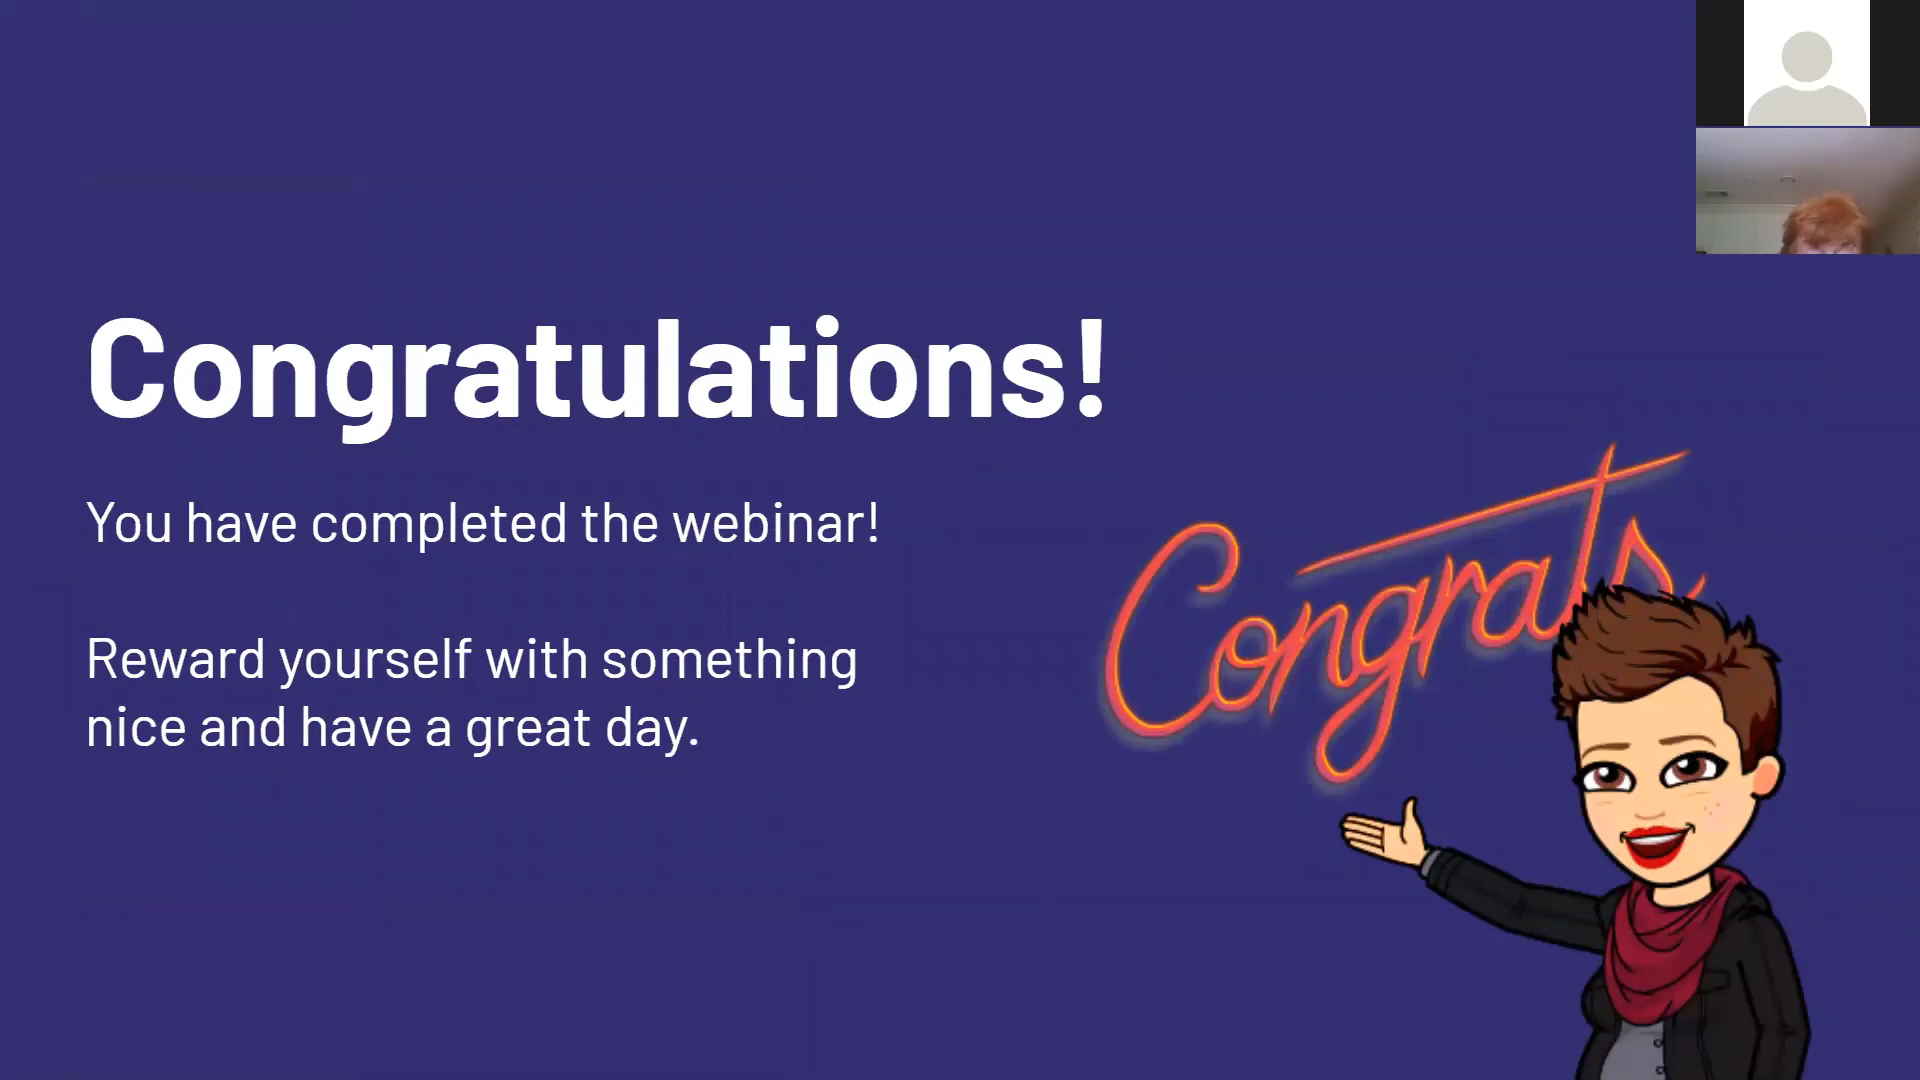 Congratulations!
You have completed the webinar!
Reward yourself with something
nice and have a great day.
Congrats